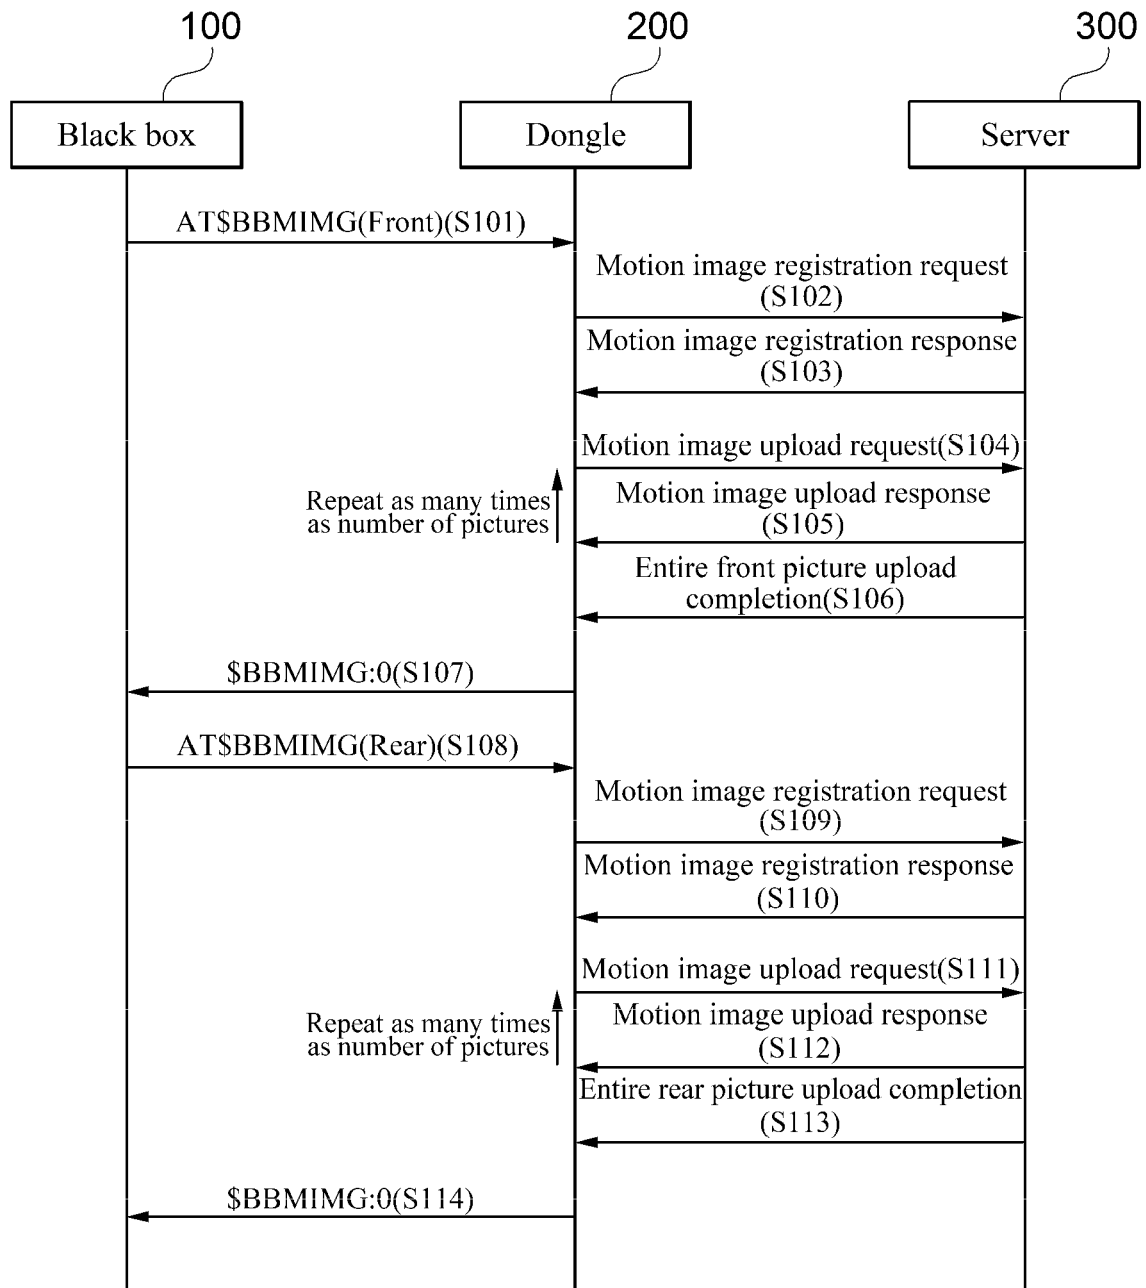 100
200
300
Black box
Dongle
Server
AT$BBMIMG(Front)(S101)
Motion image registration request
(S102)
Motion image registration response
(S103)
Motion image upload request(S104)
Repeat as many times
as number of pictures
Motion image upload response
(S105)
Entire front picture upload
completion(S106)
$BBMIMG:0(S107)
AT$BBMIMG(Rear)(S108)
Motion image registration request
(S109)
Motion image registration response
(S110)
Motion image upload request(S111)
Repeat as many times
as number of pictures
Motion image upload response
(S112)
Entire rear picture upload completion
(S113)
$BBMIMG:0(S114)